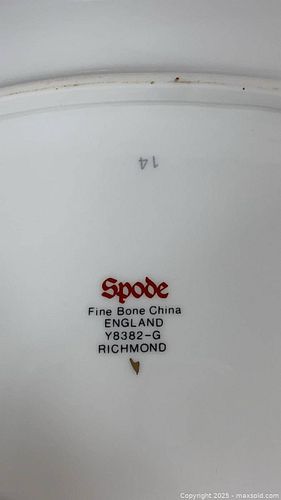 14
Spode
Fine Bone China
ENGLAND
Y8382-G
RICHMOND
Copyright 2025 - maxsold.com